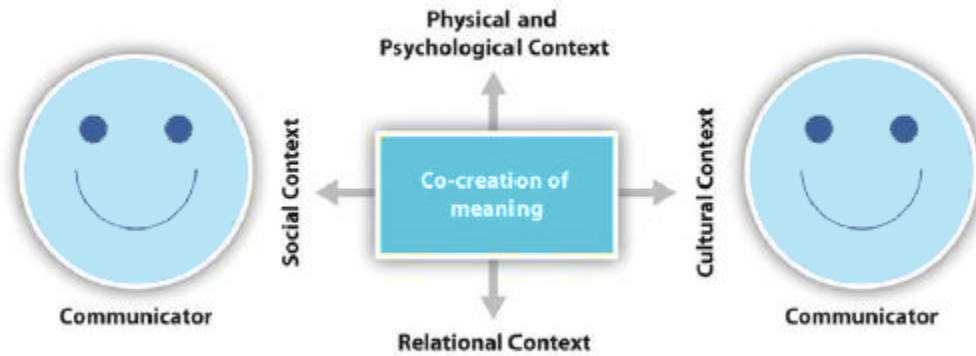 Physical and
Psychological Context
Social Context
Co-creation of
meaning
Cultural Context
Communicator
Relational Context
Communicator